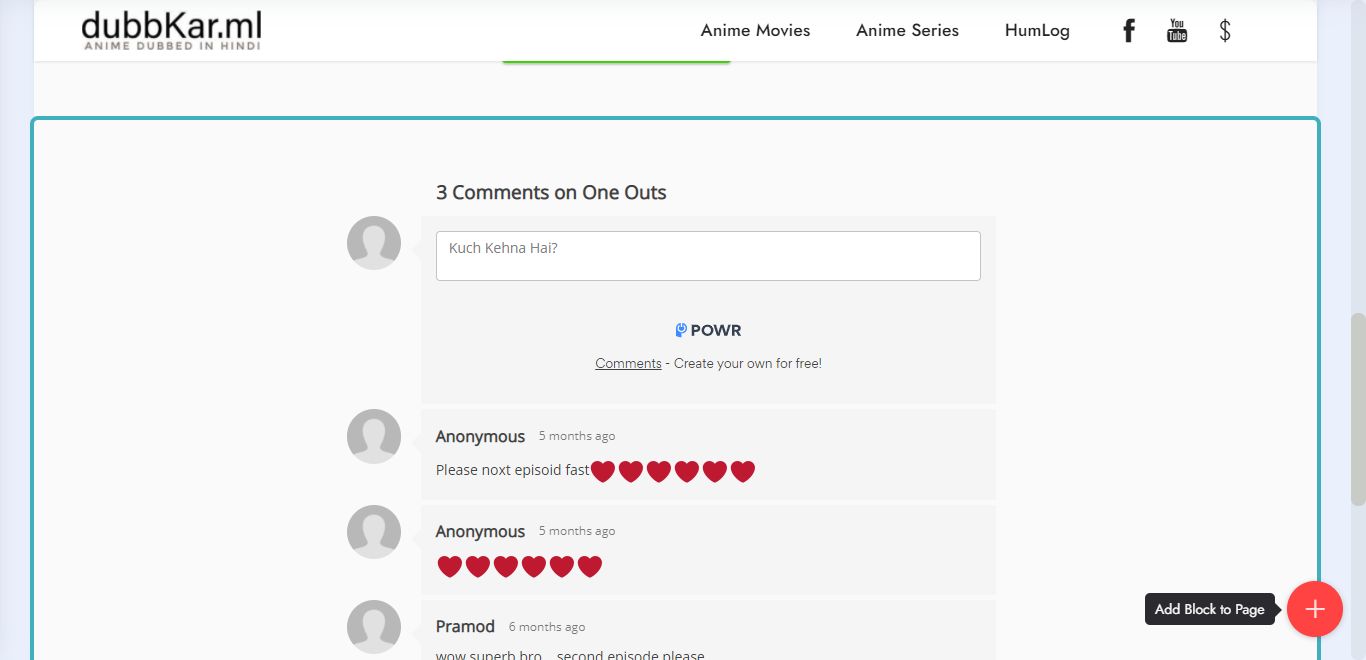 dubbKar.ml
ANIME DUBBED IN HINDI
Anime Movies
Anime Series
HumLog
f
You
Tube
$
3 Comments on One Outs
Kuch Kehna Hai?
POWR
Comments - Create your own for free!
Anonymous 5 months ago
Please noxt episoid fast❤❤❤❤❤❤
Anonymous 5 months ago
❤❤❤❤❤❤
Add Block to Page
Pramod 6 months ago
wow superb bro... second episode please